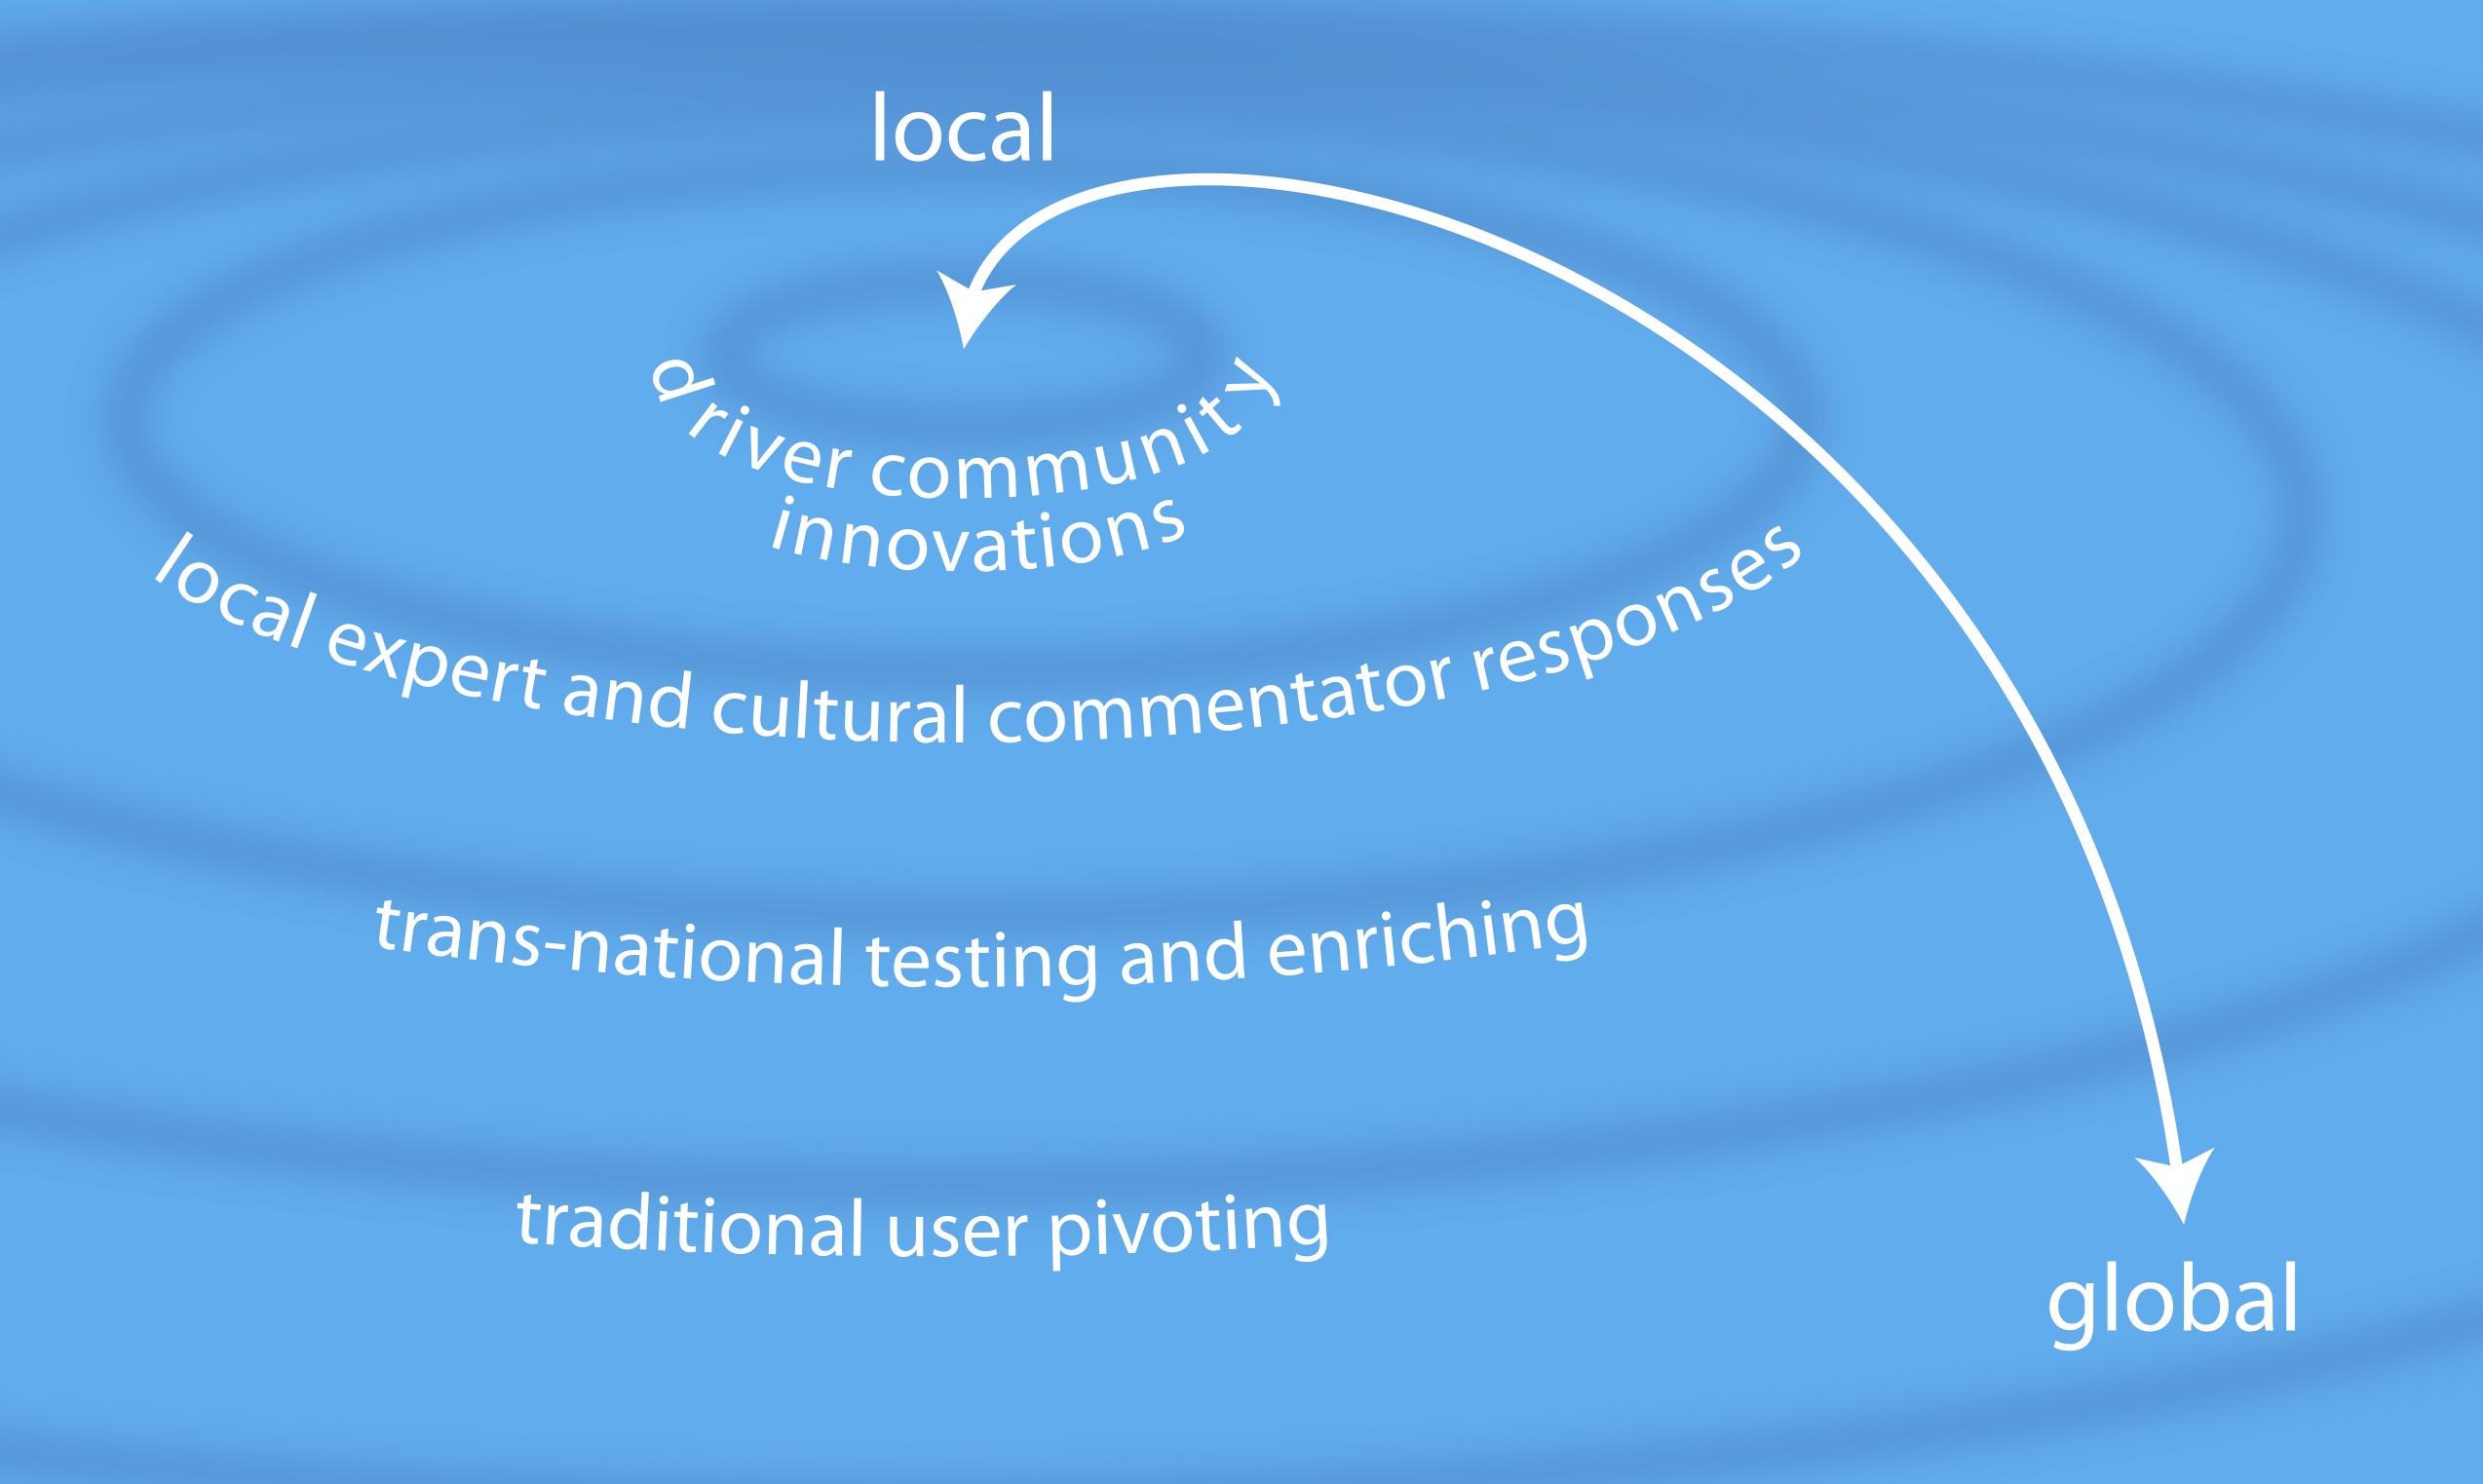 local
driver community
innovations
local expert and cultural commentator responses
trans-national testing and enriching
traditional user pivoting
global